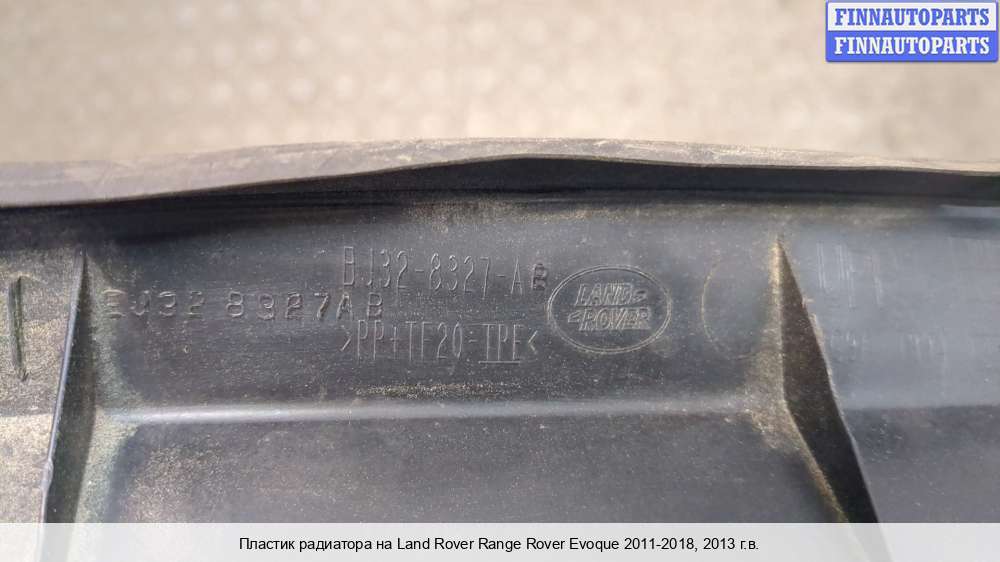 FINNAUTOPARTS
FINNAUTOPARTS
BJ32-8327-AB
BJ32 8327AB
LAND
ROVER
>PP+TF20-TPE<
Пластик радиатора на Land Rover Range Rover Evoque 2011-2018, 2013 г.в.